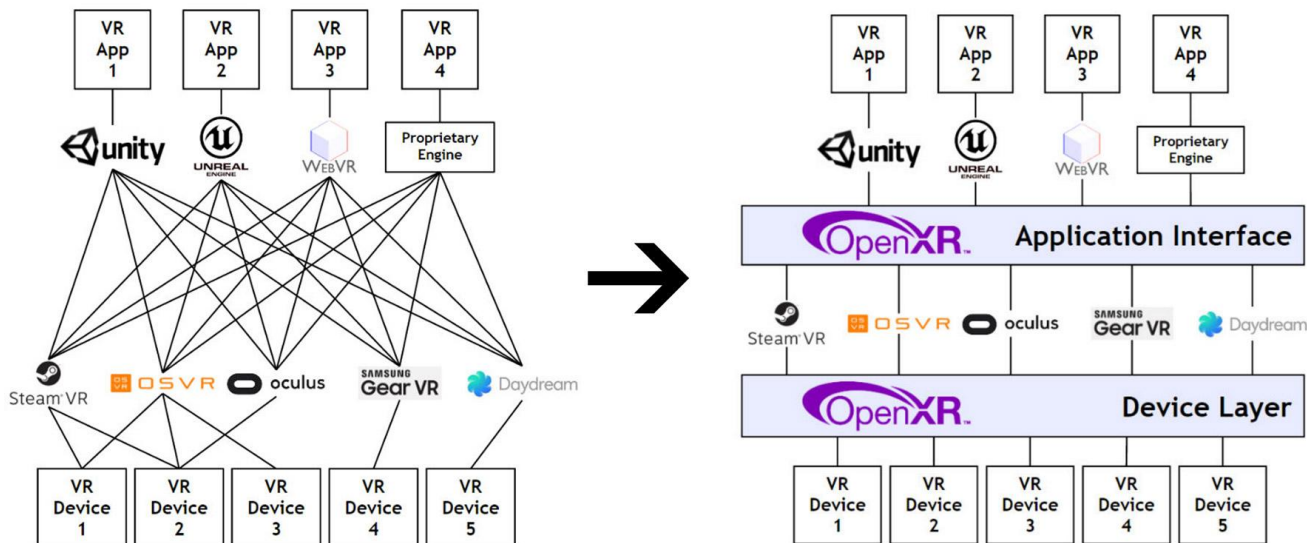 VR
App
1
VR
App
2
VR
App
3
VR
App
4
unity
UNREAL
ENGINE
WEBVR
Proprietary
Engine
Steam VR
OSVR
OSVR
oculus
SAMSUNG
Gear VR
Daydream
VR
Device
1
VR
Device
2
VR
Device
3
VR
Device
4
VR
Device
5
VR
App
1
VR
App
2
VR
App
3
VR
App
4
unity
UNREAL
ENGINE
WEBVR
Proprietary
Engine
OpenXR™ Application Interface
Steam VR
OSVR
OSVR
oculus
SAMSUNG
Gear VR
Daydream
OpenXR™ Device Layer
VR
Device
1
VR
Device
2
VR
Device
3
VR
Device
4
VR
Device
5